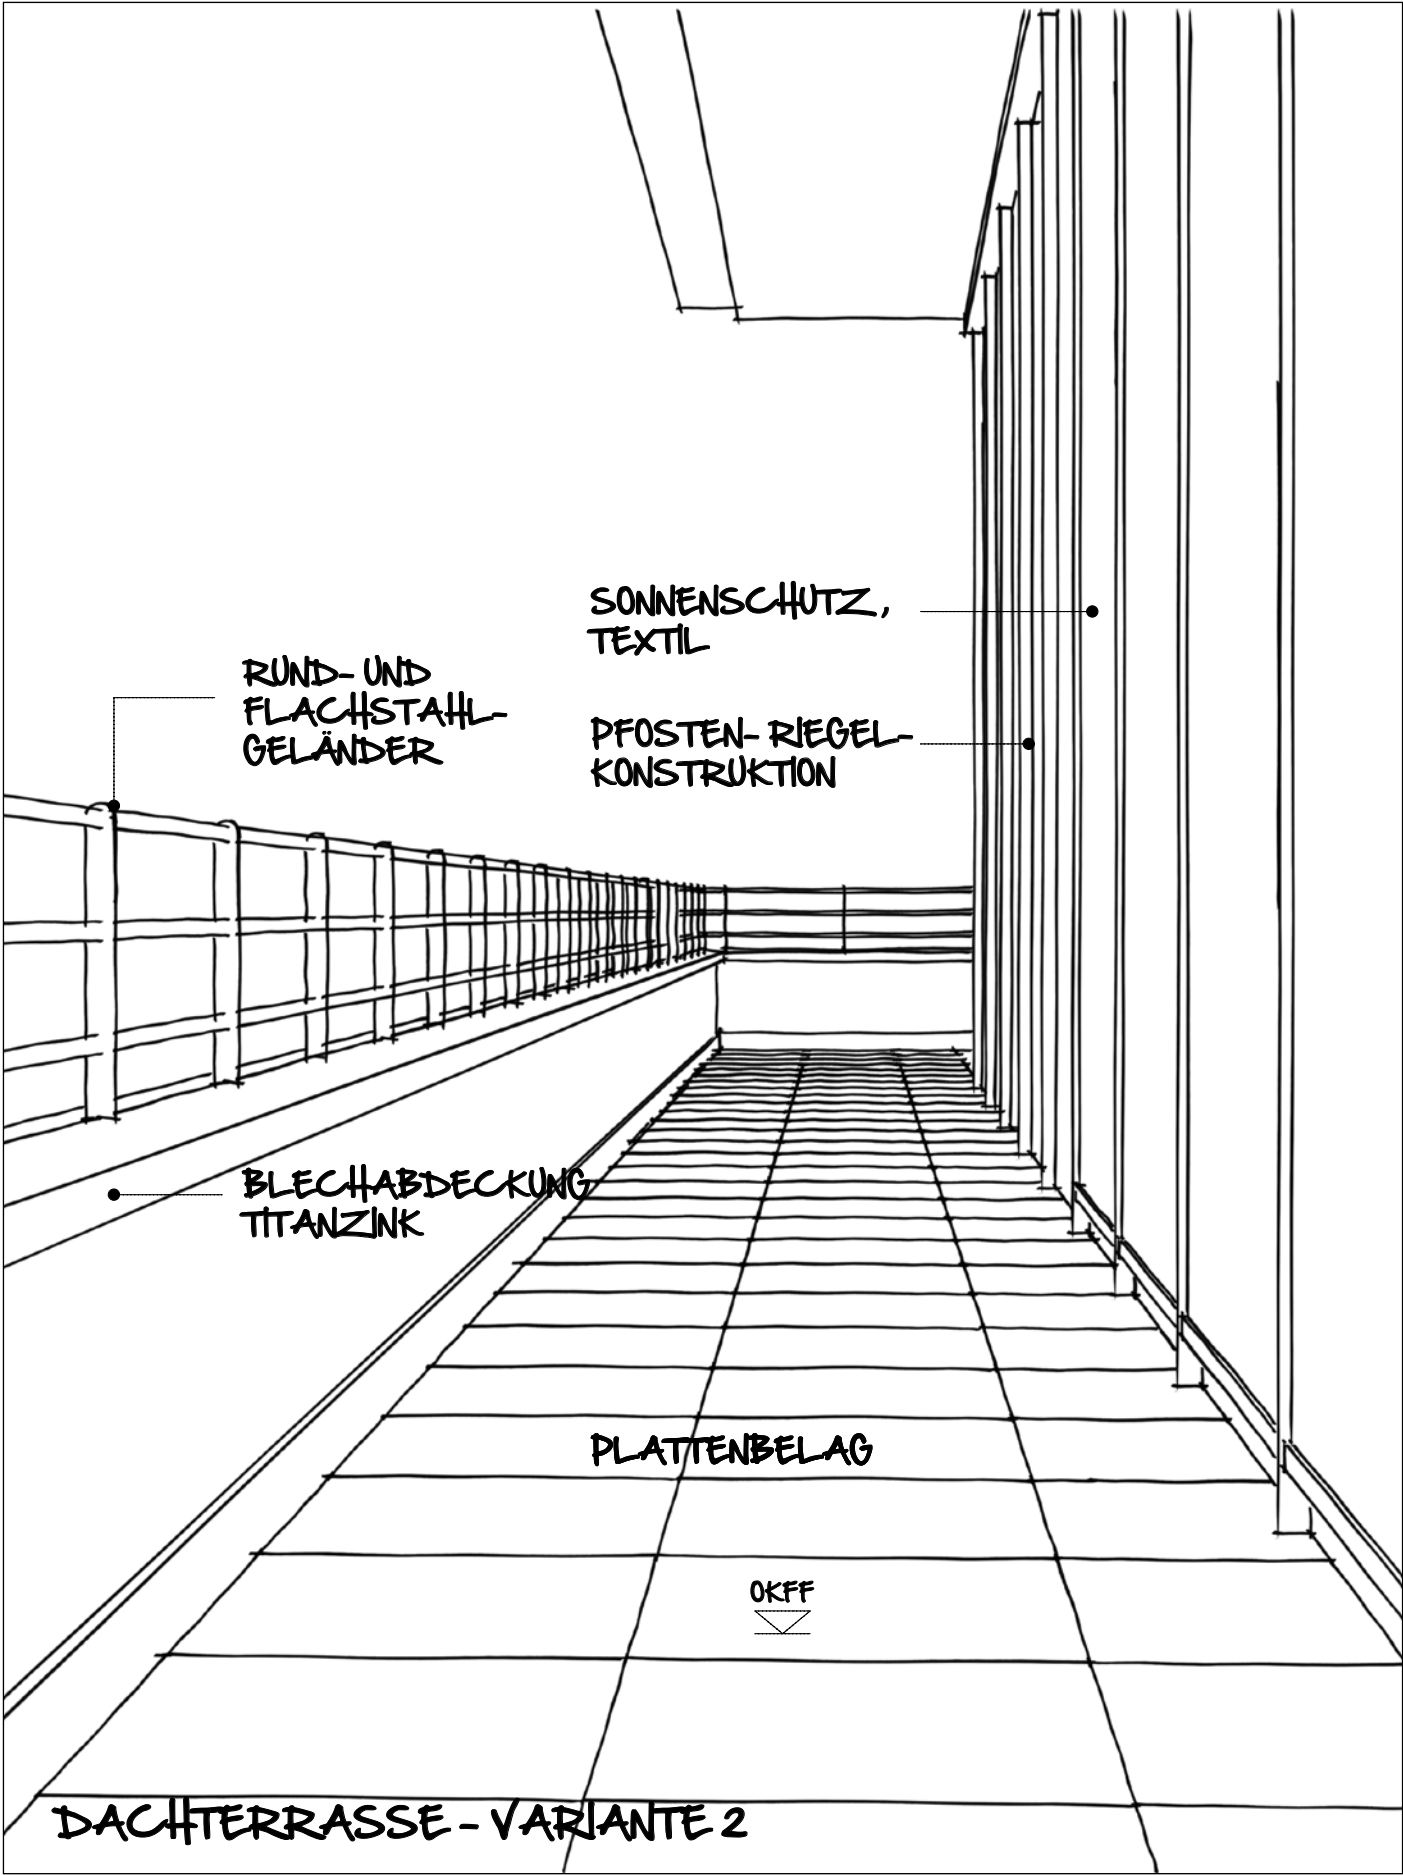 SONNENSCHUTZ,
TEXTIL
RUND- UND
FLACHSTAHL-
GELÄNDER
PFOSTEN- RIEGEL-
KONSTRUKTION
BLECHABDECKUNG
TITANZINK
PLATTENBELAG
OKFF
DACHTERRASSE - VARIANTE 2